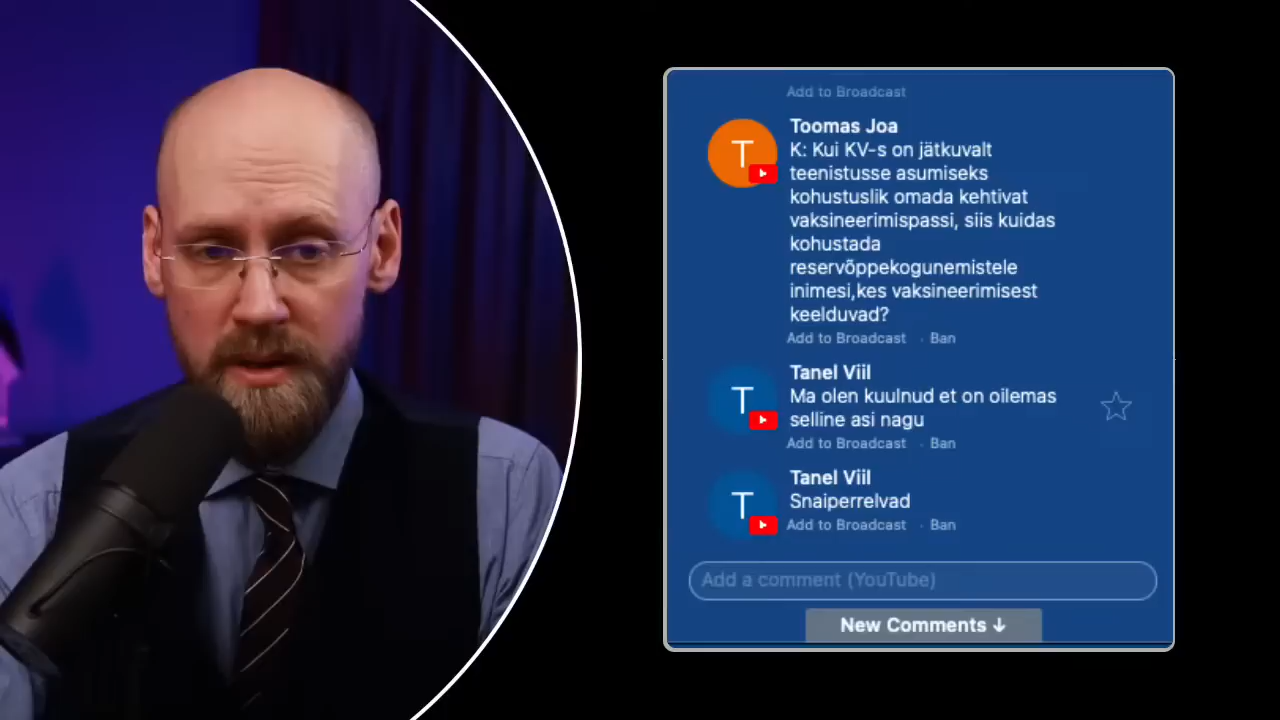 Add to Broadcast
T
Toomas Joa
K: Kui KV-s on jätkuvalt
teenistusse asumiseks
kohustuslik omada kehtivat
vaksineerimispassi, siis kuidas
kohustada
reservõppekogunemistele
inimesi,kes vaksineerimisest
keelduvad?
Add to Broadcast · Ban
T
Tanel Viil
Ma olen kuulnud et on oilemas
selline asi nagu
Add to Broadcast · Ban
T
Tanel Viil
Snaiperrelvad
Add to Broadcast · Ban
Add a comment (YouTube)
New Comments ↓